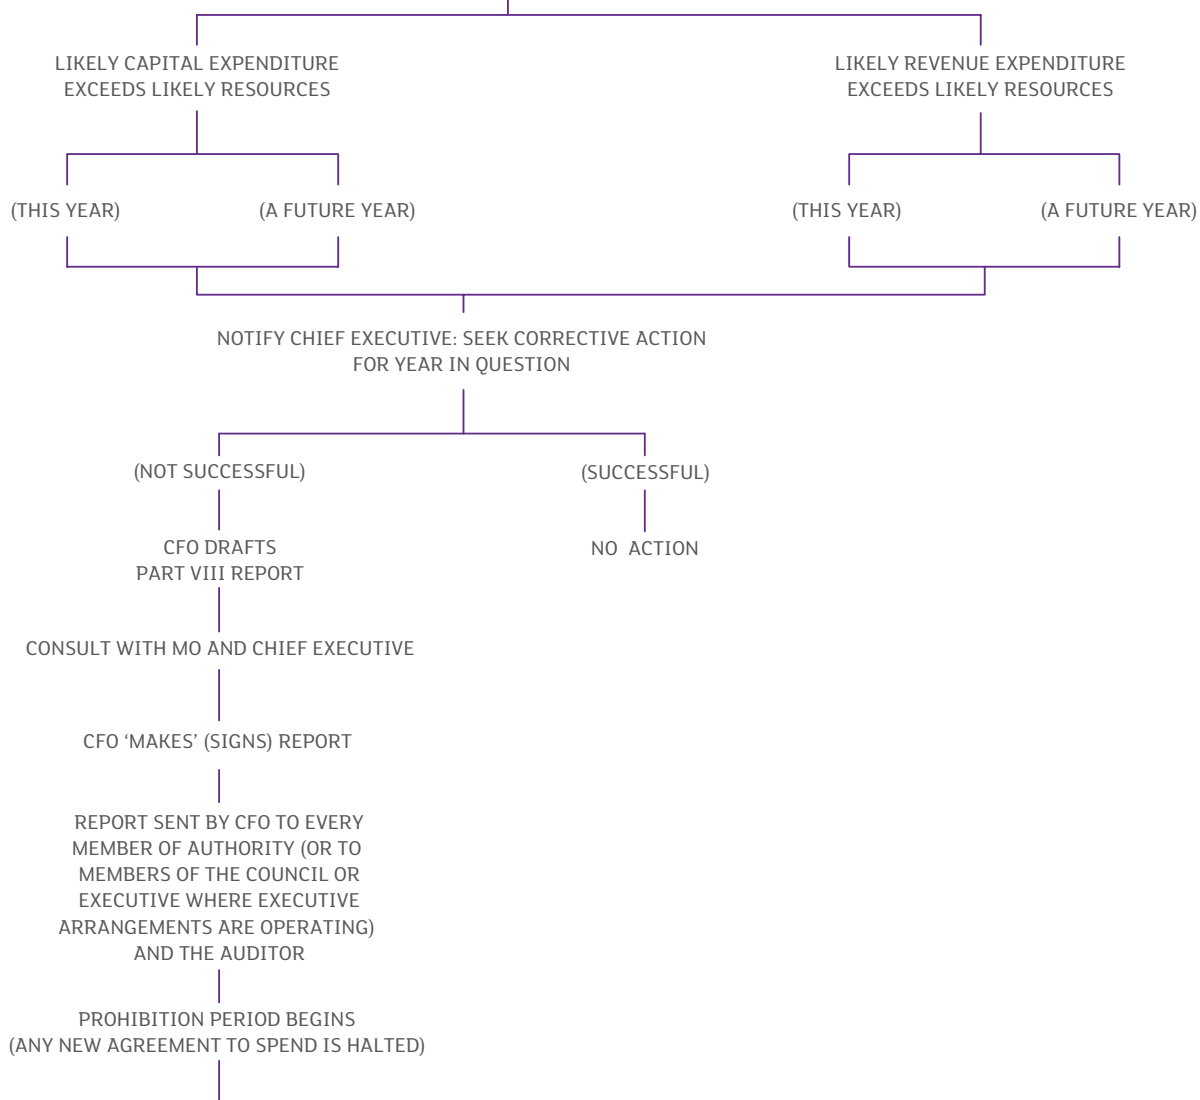 LIKELY CAPITAL EXPENDITURE
EXCEEDS LIKELY RESOURCES
LIKELY REVENUE EXPENDITURE
EXCEEDS LIKELY RESOURCES
(THIS YEAR)
(A FUTURE YEAR)
(THIS YEAR)
(A FUTURE YEAR)
NOTIFY CHIEF EXECUTIVE: SEEK CORRECTIVE ACTION
FOR YEAR IN QUESTION
(NOT SUCCESSFUL)
(SUCCESSFUL)
CFO DRAFTS
PART VIII REPORT
NO ACTION
CONSULT WITH MO AND CHIEF EXECUTIVE
CFO ‘MAKES’ (SIGNS) REPORT
REPORT SENT BY CFO TO EVERY
MEMBER OF AUTHORITY (OR TO
MEMBERS OF THE COUNCIL OR
EXECUTIVE WHERE EXECUTIVE
ARRANGEMENTS ARE OPERATING)
AND THE AUDITOR
PROHIBITION PERIOD BEGINS
(ANY NEW AGREEMENT TO SPEND IS HALTED)